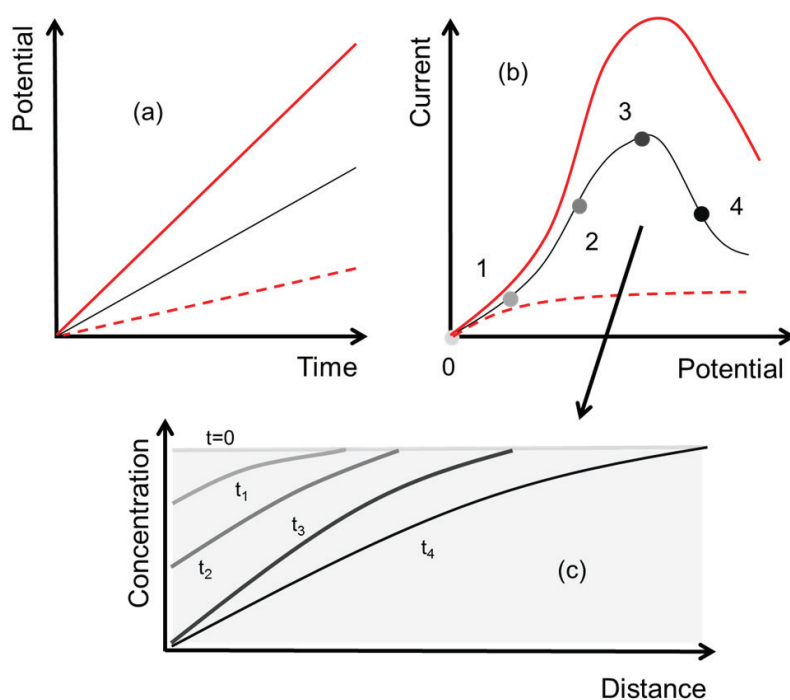 Potential
(a)
Time
Current
(b)
3
4
2
1
0
Potential
Concentration
t=0
t1
t2
t3
t4
(c)
Distance